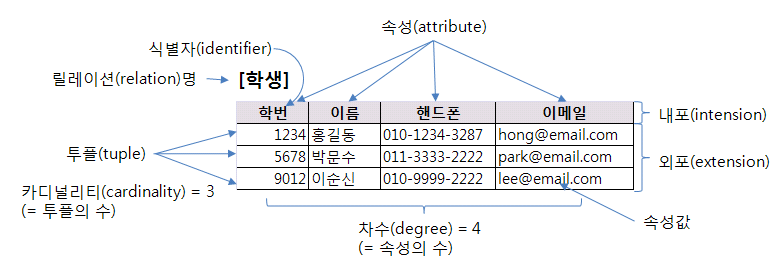 속성(attribute)
식별자(identifier)
릴레이션(relation)명
[학생]
학번 이름 핸드폰 이메일
내포(intension)
1234 홍길동 010-1234-3287 hong@email.com
투플(tuple)
5678 박문수 011-3333-2222 park@email.com
외포(extension)
9012 이순신 010-9999-2222 lee@email.com
카디널리티(cardinality) = 3
(= 투플의 수)
속성값
차수(degree) = 4
(= 속성의 수)